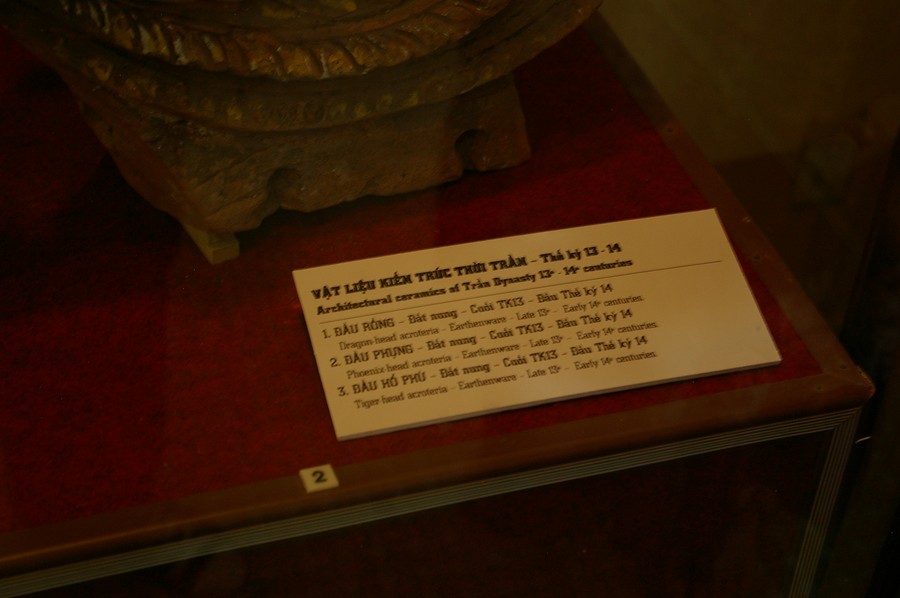 VẬT LIỆU KIẾN TRÚC THỜI TRẦN - Thế kỷ 13 - 14
Architectural ceramics of Trần Dynasty 13ᵗʰ - 14ᵗʰ centuries
1. ĐẦU RỒNG - Đất nung - Cuối TK13 - Đầu Thế kỷ 14
Dragon-head acroteria - Earthenware - Late 13ᵗʰ - Early 14ᵗʰ centuries.
2. ĐẦU PHỤNG - Đất nung - Cuối TK13 - Đầu Thế kỷ 14
Phoenix-head acroteria - Earthenware - Late 13ᵗʰ - Early 14ᵗʰ centuries.
3. ĐẦU HỔ PHÙ - Đất nung - Cuối TK13 - Đầu Thế kỷ 14
Tiger-head acroteria - Earthenware - Late 13ᵗʰ - Early 14ᵗʰ centuries.
2